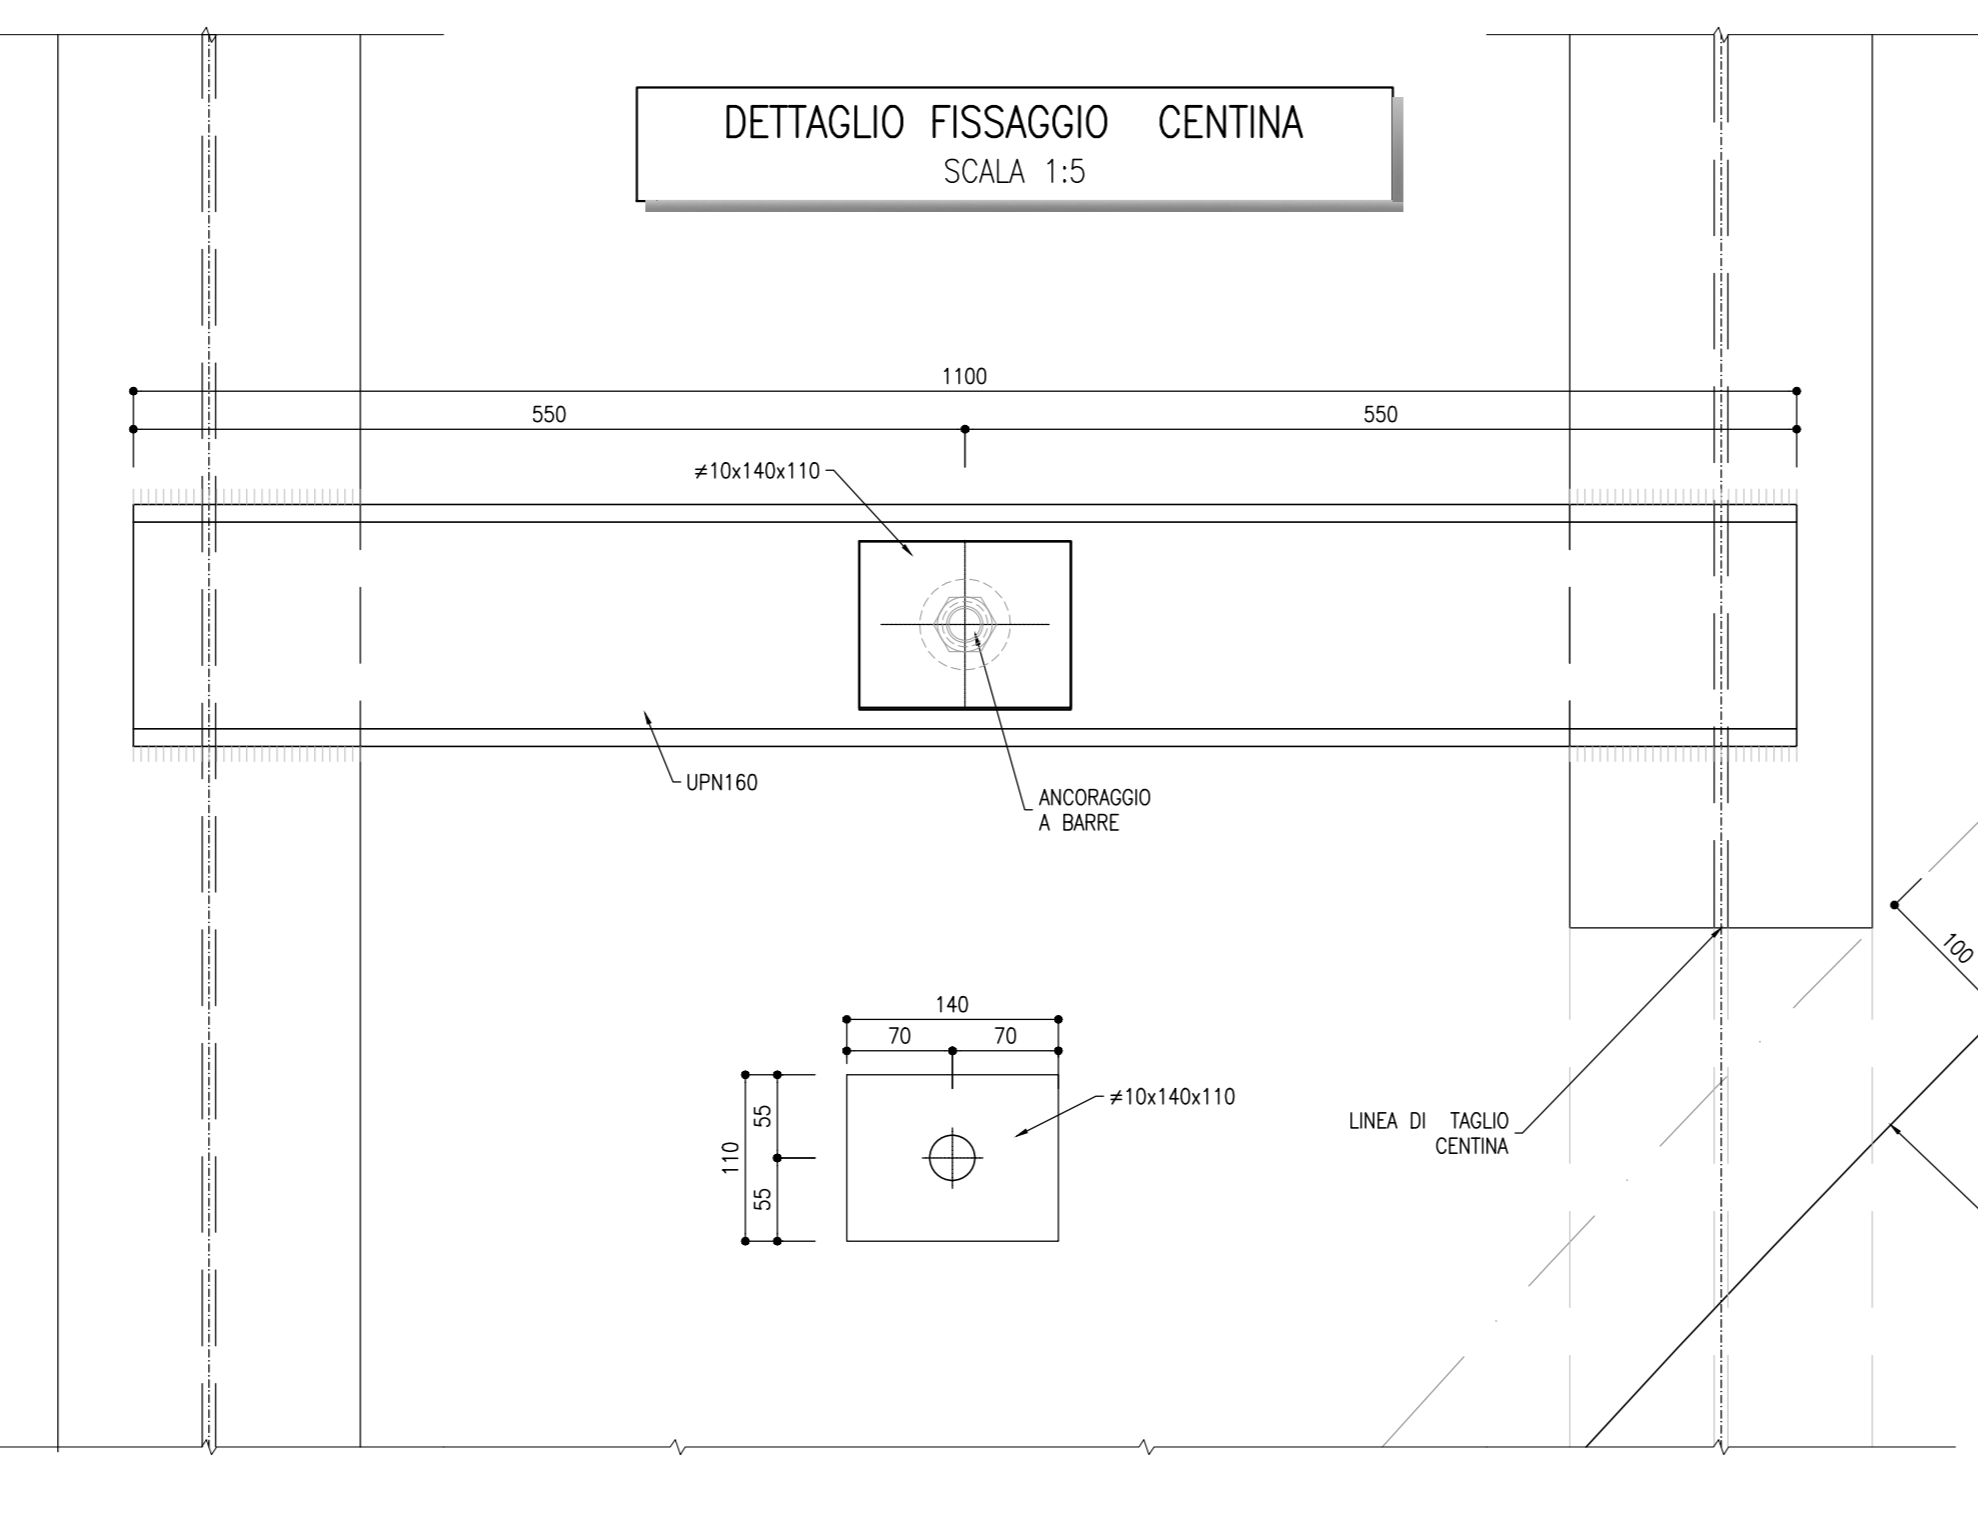 DETTAGLIO FISSAGGIO CENTINA
SCALA 1:5
1100
550
550
≠10x140x110
UPN160
ANCORAGGIO
A BARRE
100
140
70
70
≠10x140x110
110
55
55
LINEA DI TAGLIO
CENTINA